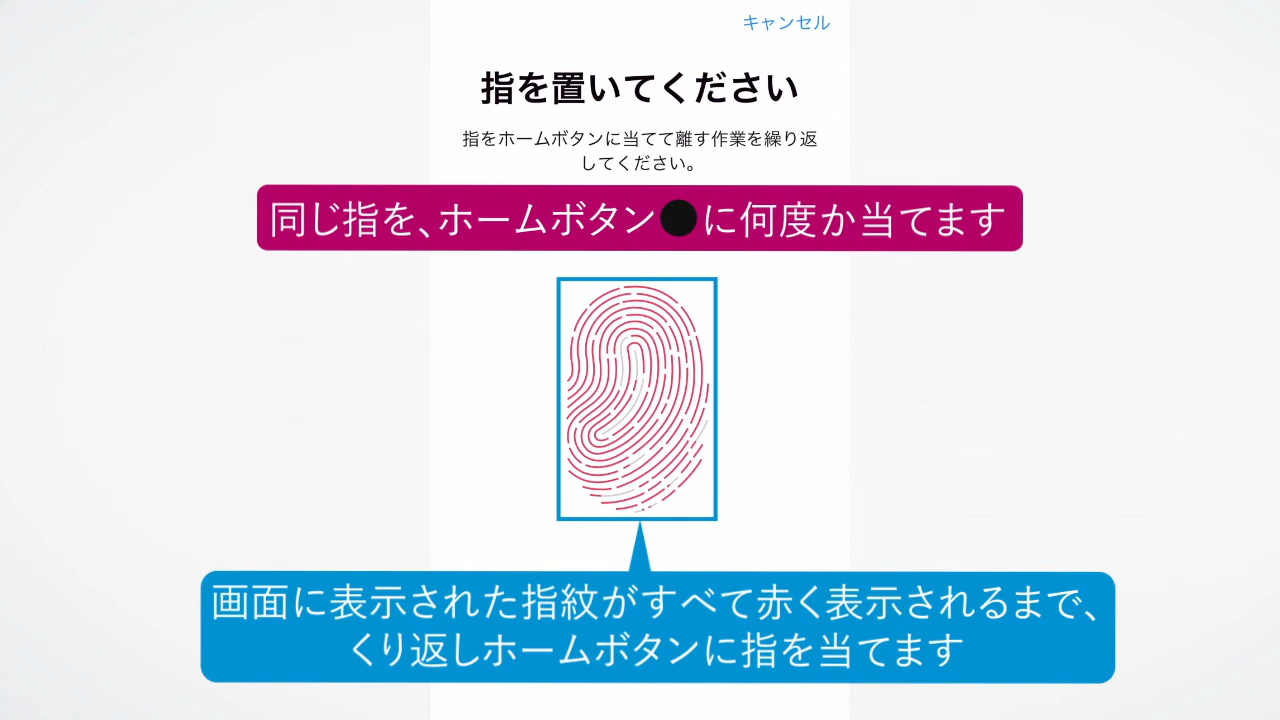 キャンセル
指を置いてください
指をホームボタンに当てて離す作業を繰り返
してください。
同じ指を、ホームボタン●に何度か当てます
画面に表示された指紋がすべて赤く表示されるまで、
くり返しホームボタンに指を当てます